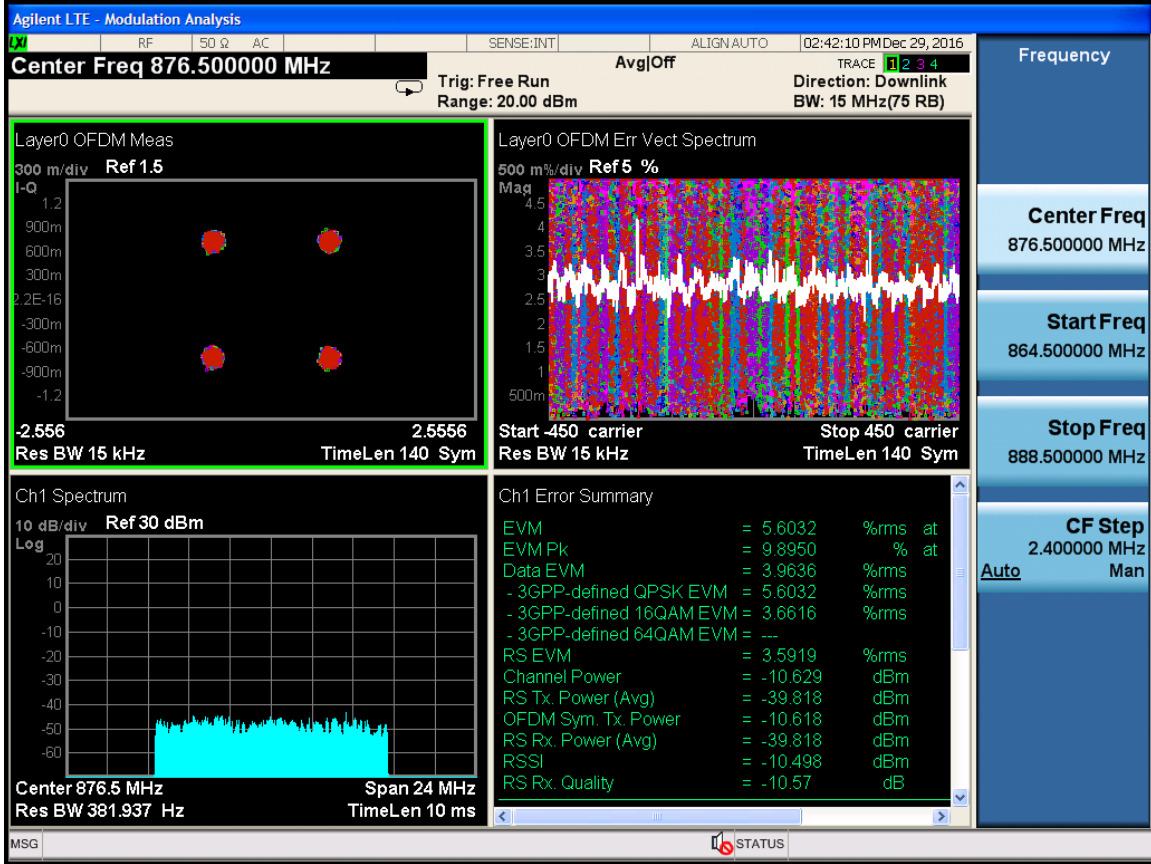 Agilent LTE - Modulation Analysis
LXI RF 50 Ω AC SENSE:INT ALIGN AUTO 02:42:10 PM Dec 29, 2016
Center Freq 876.500000 MHz
Avg|Off
TRACE 1 2 3 4
Trig: Free Run
Direction: Downlink
Range: 20.00 dBm
BW: 15 MHz(75 RB)
Frequency
Center Freq
876.500000 MHz
Start Freq
864.500000 MHz
Stop Freq
888.500000 MHz
CF Step
2.400000 MHz
Auto Man
Layer0 OFDM Meas
300 m/div Ref 1.5
I-Q
1.2
900m
600m
300m
2.2E-16
-300m
-600m
-900m
-1.2
-2.556 2.5556
Res BW 15 kHz TimeLen 140 Sym
Layer0 OFDM Err Vect Spectrum
500 m%/div Ref 5 %
Mag
4.5
4
3.5
3
2.5
2
1.5
1
500m
Start -450 carrier Stop 450 carrier
Res BW 15 kHz TimeLen 140 Sym
Ch1 Spectrum
10 dB/div Ref 30 dBm
Log
20
10
0
-10
-20
-30
-40
-50
-60
Center 876.5 MHz Span 24 MHz
Res BW 381.937 Hz TimeLen 10 ms
Ch1 Error Summary
EVM = 5.6032 %rms at
EVM Pk = 9.8950 % at
Data EVM = 3.9636 %rms
- 3GPP-defined QPSK EVM = 5.6032 %rms
- 3GPP-defined 16QAM EVM = 3.6616 %rms
- 3GPP-defined 64QAM EVM = ---
RS EVM = 3.5919 %rms
Channel Power = -10.629 dBm
RS Tx. Power (Avg) = -39.818 dBm
OFDM Sym. Tx. Power = -10.618 dBm
RS Rx. Power (Avg) = -39.818 dBm
RSSI = -10.498 dBm
RS Rx. Quality = -10.57 dB
MSG STATUS